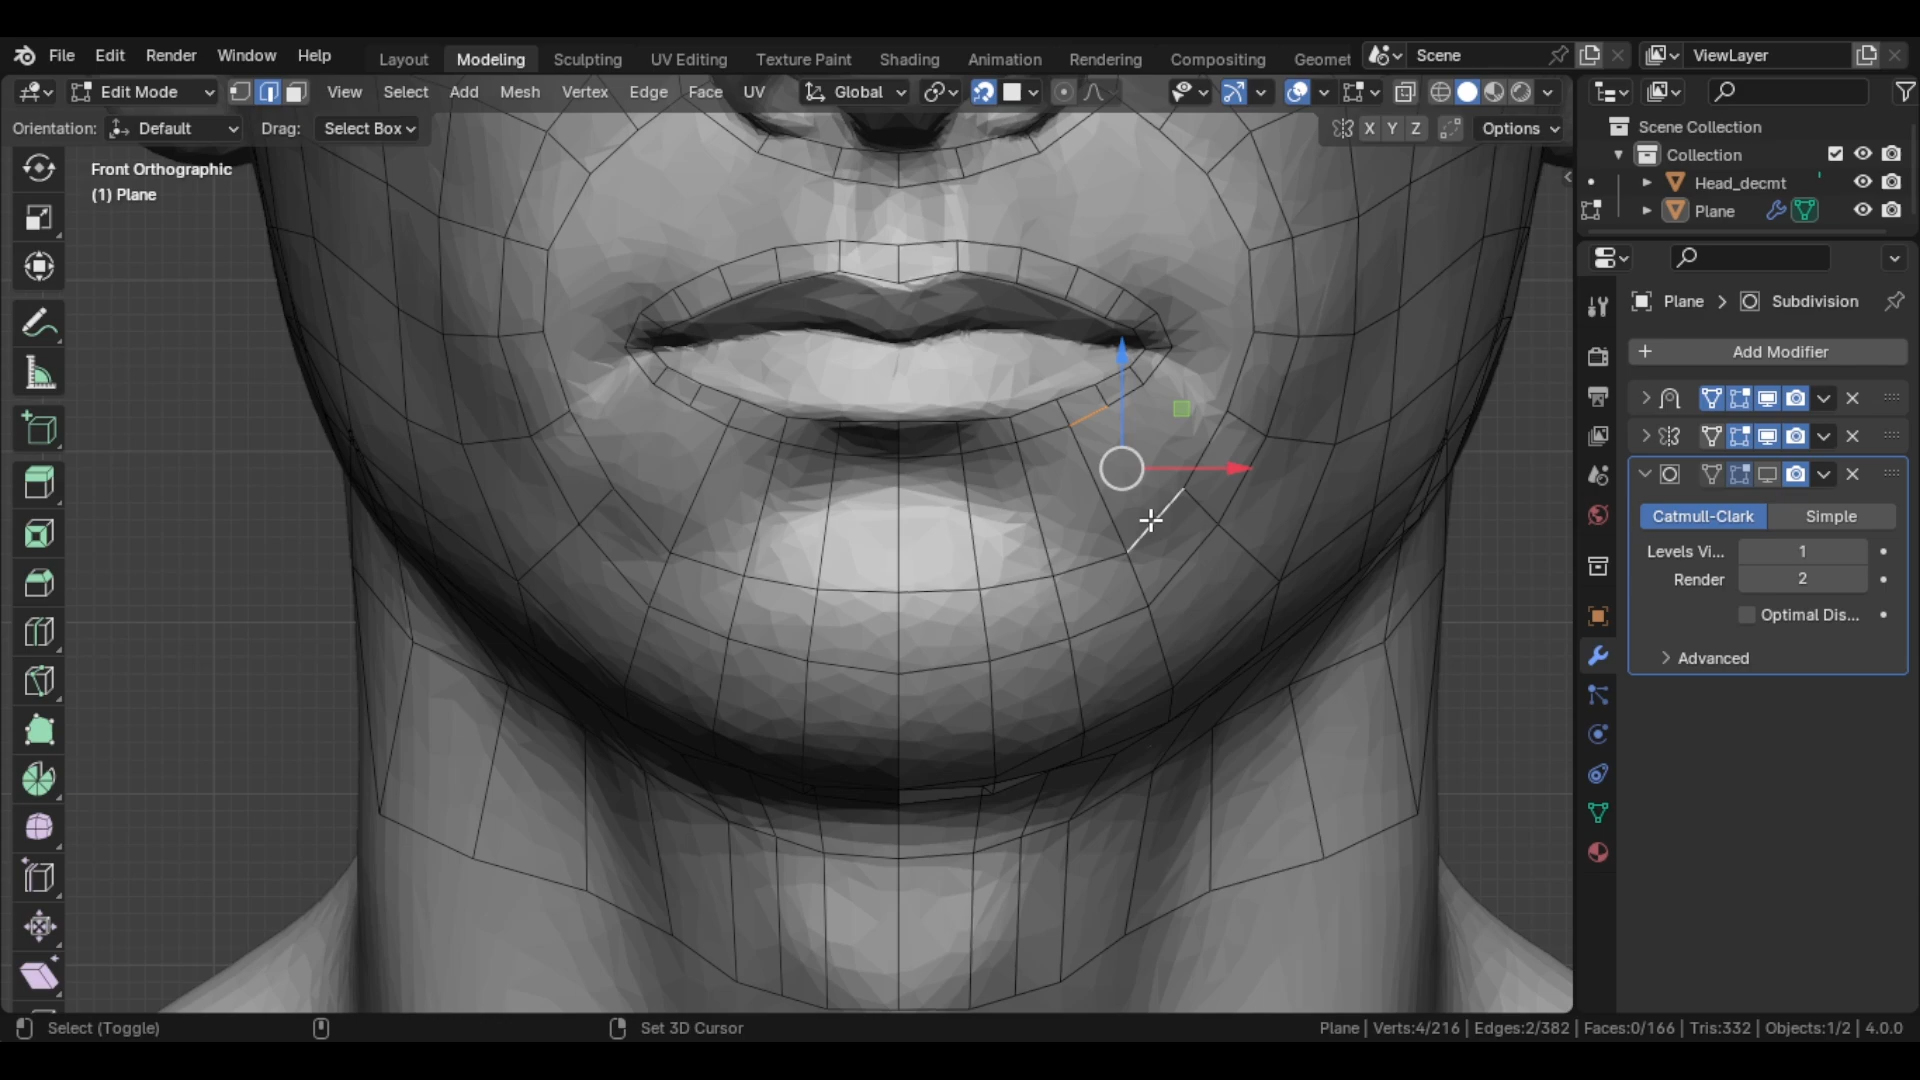 File Edit Render Window Help Layout Modeling Sculpting UV Editing Texture Paint Shading Animation Rendering Compositing Geomet Scene ViewLayer
Edit Mode View Select Add Mesh Vertex Edge Face UV Global
Orientation: Default Drag: Select Box X Y Z Options
Front Orthographic
(1) Plane
Scene Collection
Collection
Head_decmt
Plane
Plane > Subdivision
+ Add Modifier
Catmull-Clark Simple
Levels Vi... 1
Render 2
Optimal Dis...
Advanced
Select (Toggle) Set 3D Cursor Plane | Verts:4/216 | Edges:2/382 | Faces:0/166 | Tris:332 | Objects:1/2 | 4.0.0